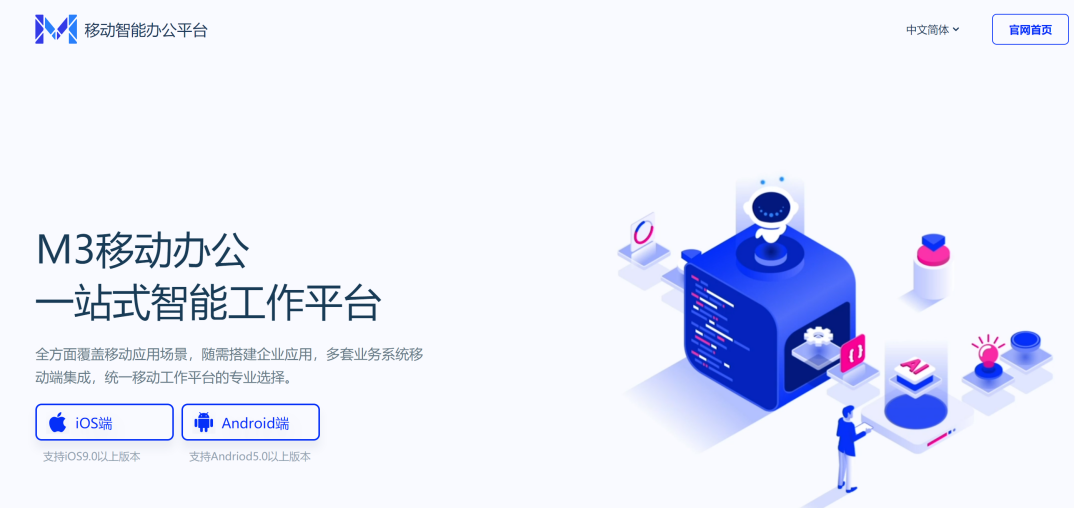 移动智能办公平台
中文简体
官网首页
M3移动办公
一站式智能工作平台
全方面覆盖移动应用场景，随需搭建企业应用，多套业务系统移
动端集成，统一移动工作平台的专业选择。
iOS端
Android端
支持iOS9.0以上版本
支持Andriod5.0以上版本
AI